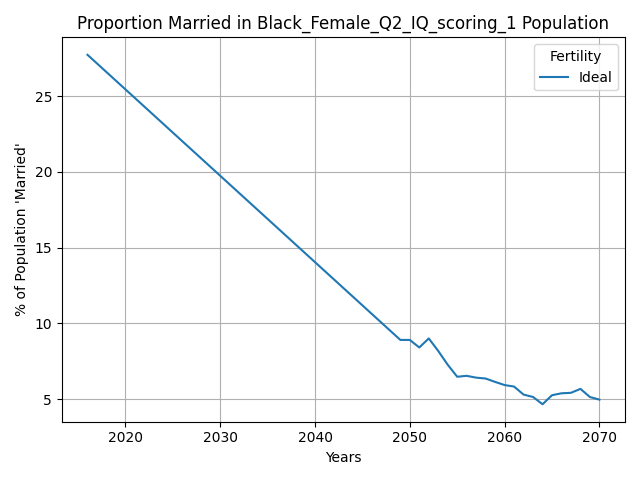 Proportion Married in Black_Female_Q2_IQ_scoring_1 Population
Fertility
Ideal
% of Population 'Married'
25
20
15
10
5
2020 2030 2040 2050 2060 2070
Years